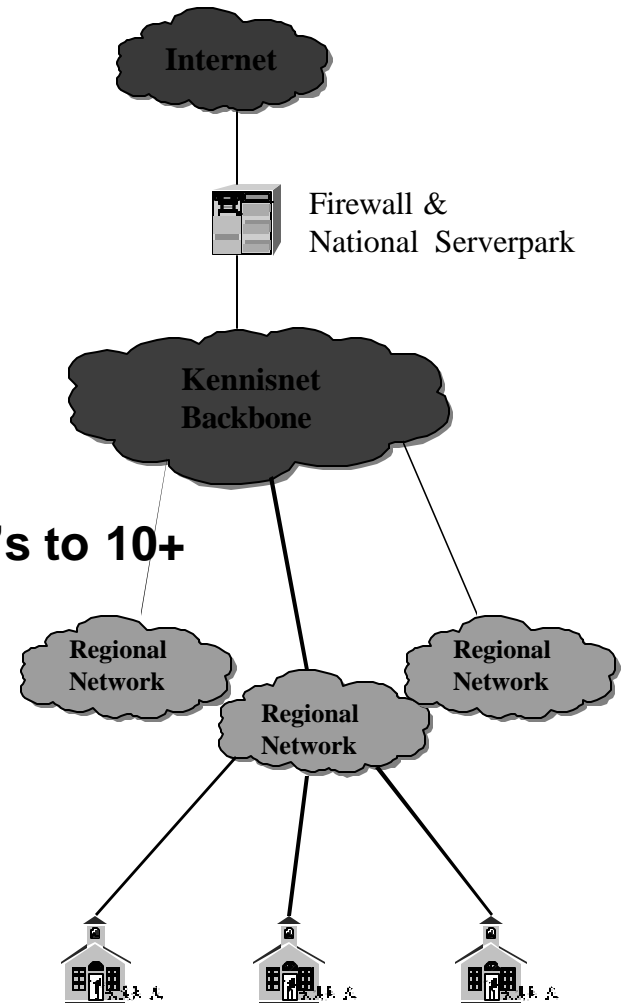 Internet
Firewall &
National Serverpark
Kennisnet
Backbone
's to 10+
Regional
Network
Regional
Network
Regional
Network